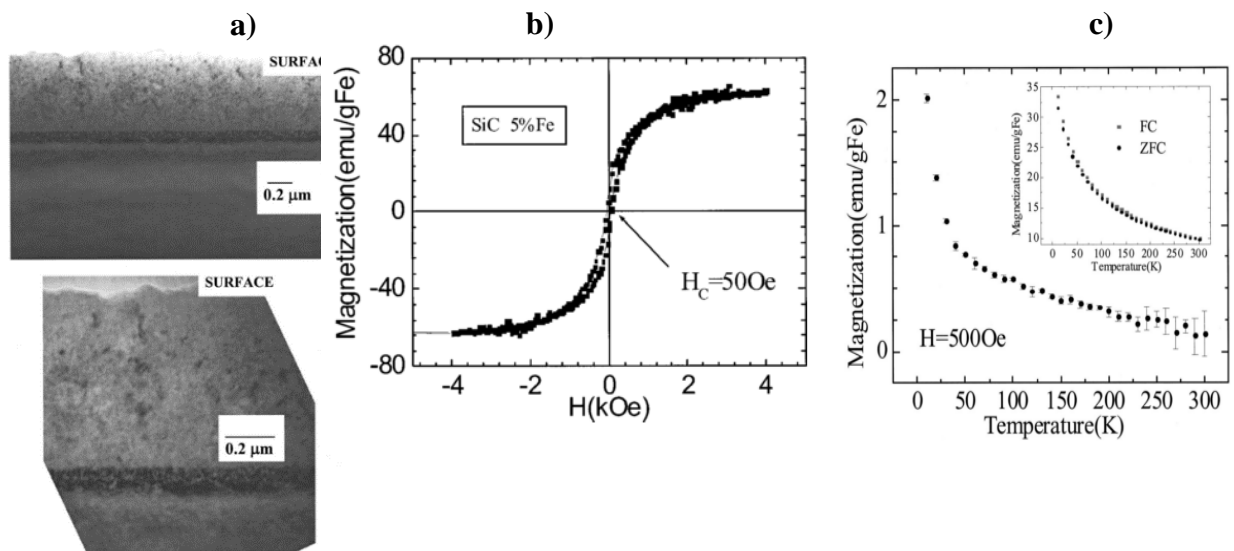 a)
b)
c)
SURFAC
0.2 μm
SURFACE
0.2 μm
Magnetization(emu/gFe)
80
40
0
-40
-80
SiC 5%Fe
H_C=50Oe
-4
-2
0
2
4
H(kOe)
Magnetization(emu/gFe)
2
1
0
H=500Oe
0
50
100
150
200
250
300
Temperature(K)
Magnetization(emu/gFe)
35
30
25
20
15
10
FC
ZFC
0
50
100
150
200
250
300
Temperature(K)